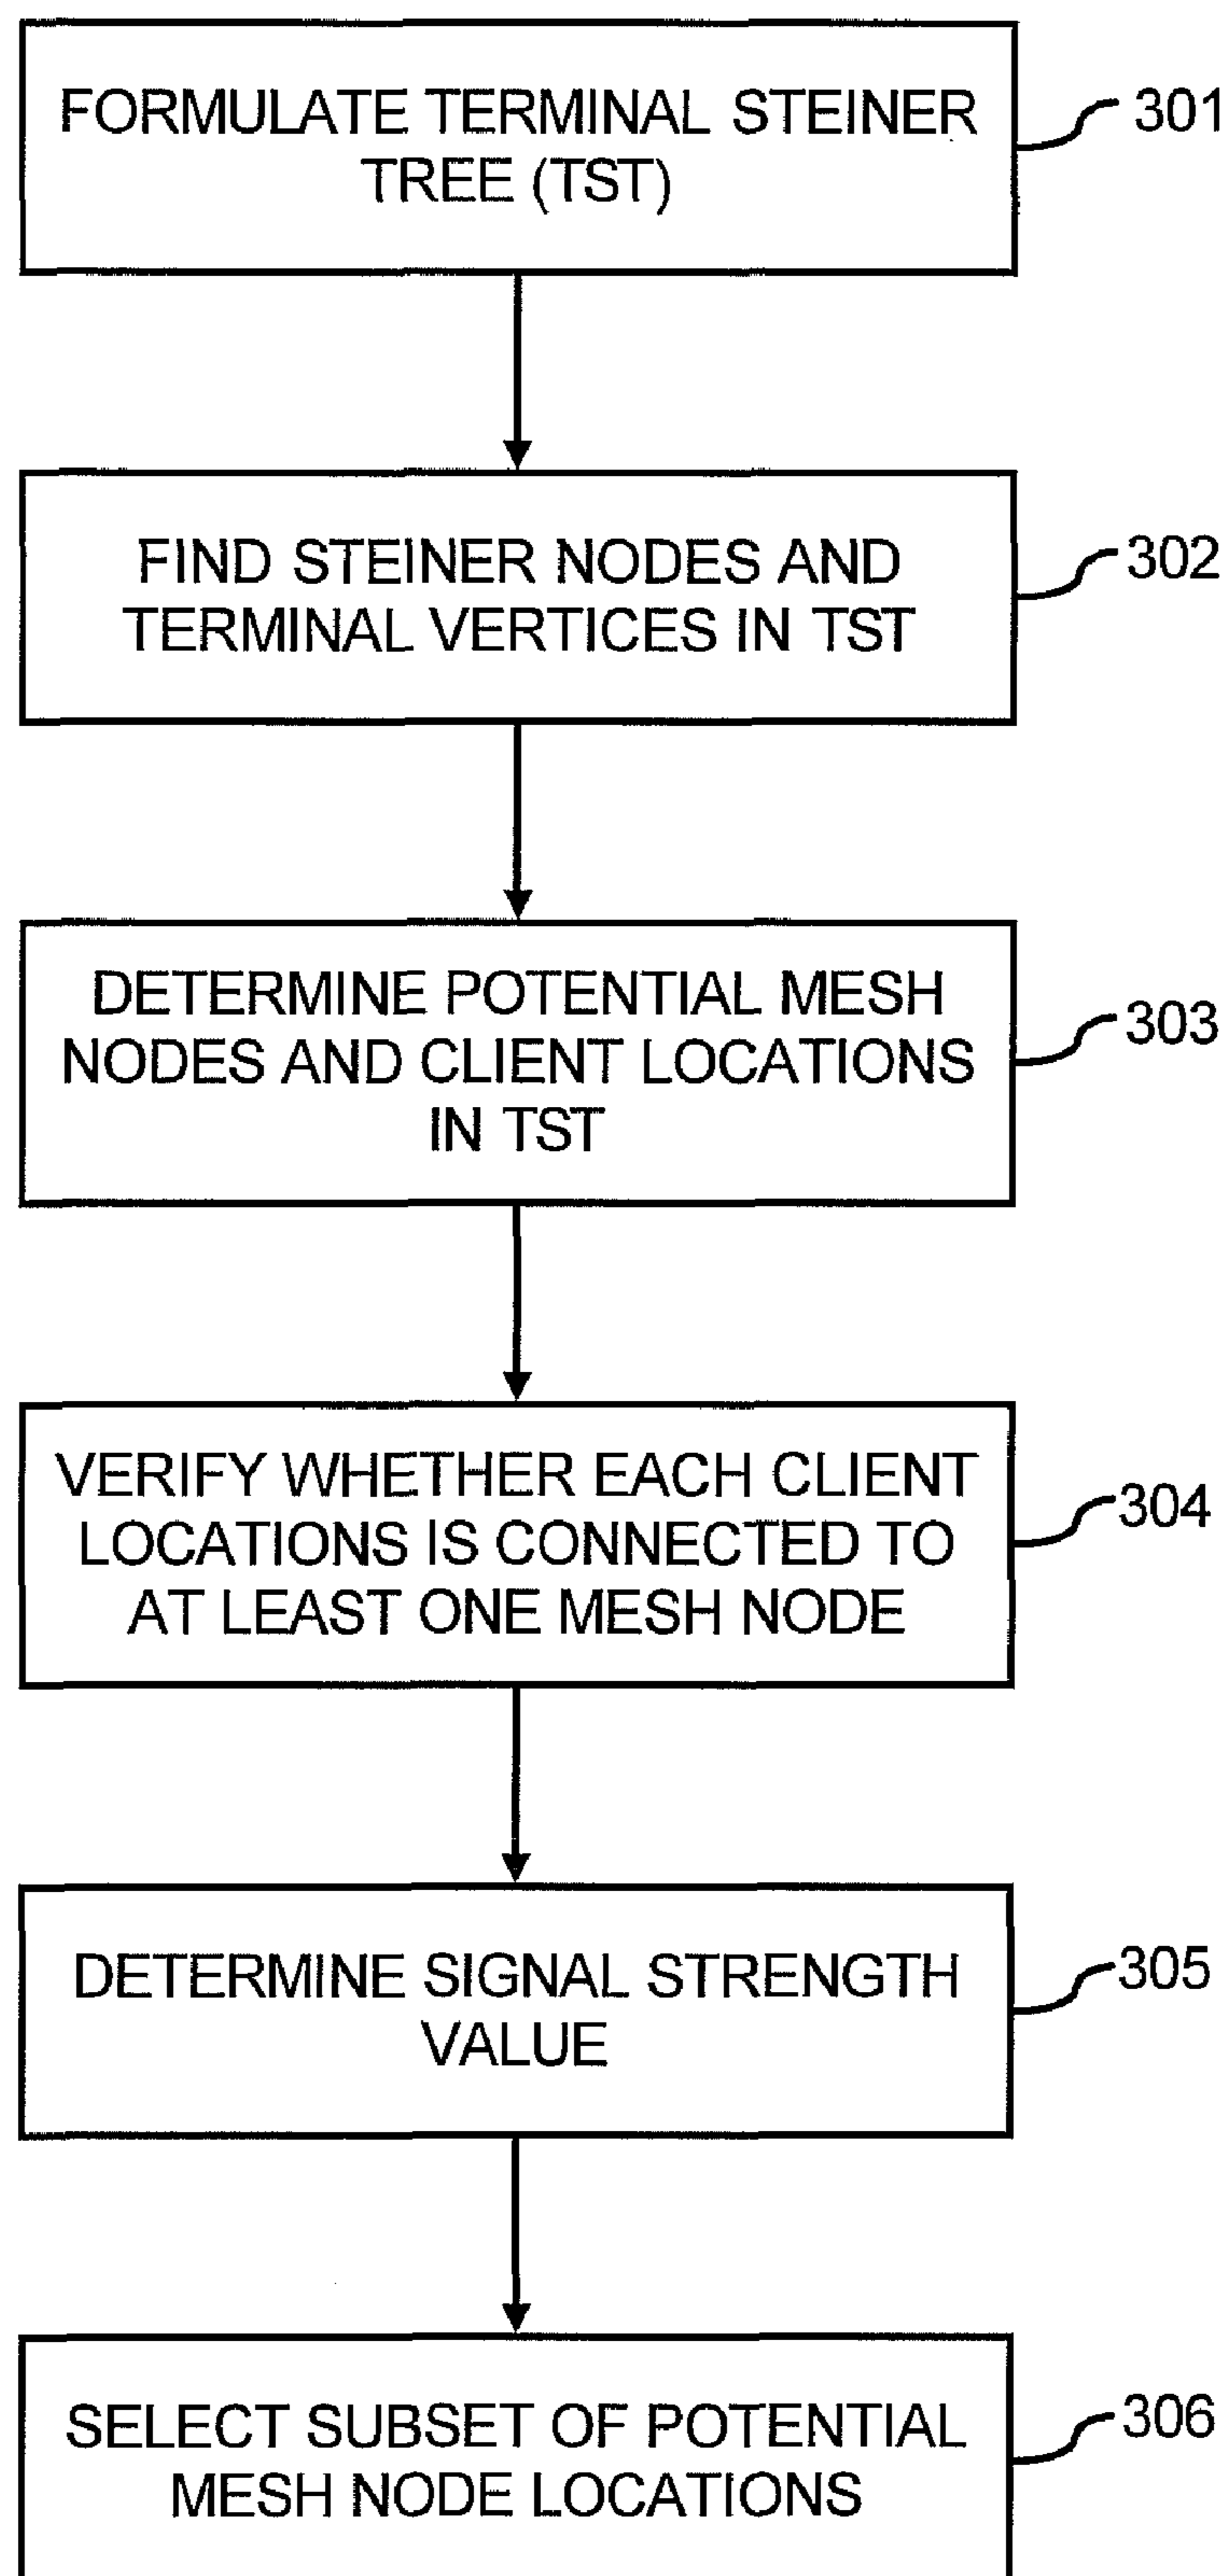 FORMULATE TERMINAL STEINER
TREE (TST)
301
FIND STEINER NODES AND
TERMINAL VERTICES IN TST
302
DETERMINE POTENTIAL MESH
NODES AND CLIENT LOCATIONS
IN TST
303
VERIFY WHETHER EACH CLIENT
LOCATIONS IS CONNECTED TO
AT LEAST ONE MESH NODE
304
DETERMINE SIGNAL STRENGTH
VALUE
305
SELECT SUBSET OF POTENTIAL
MESH NODE LOCATIONS
306